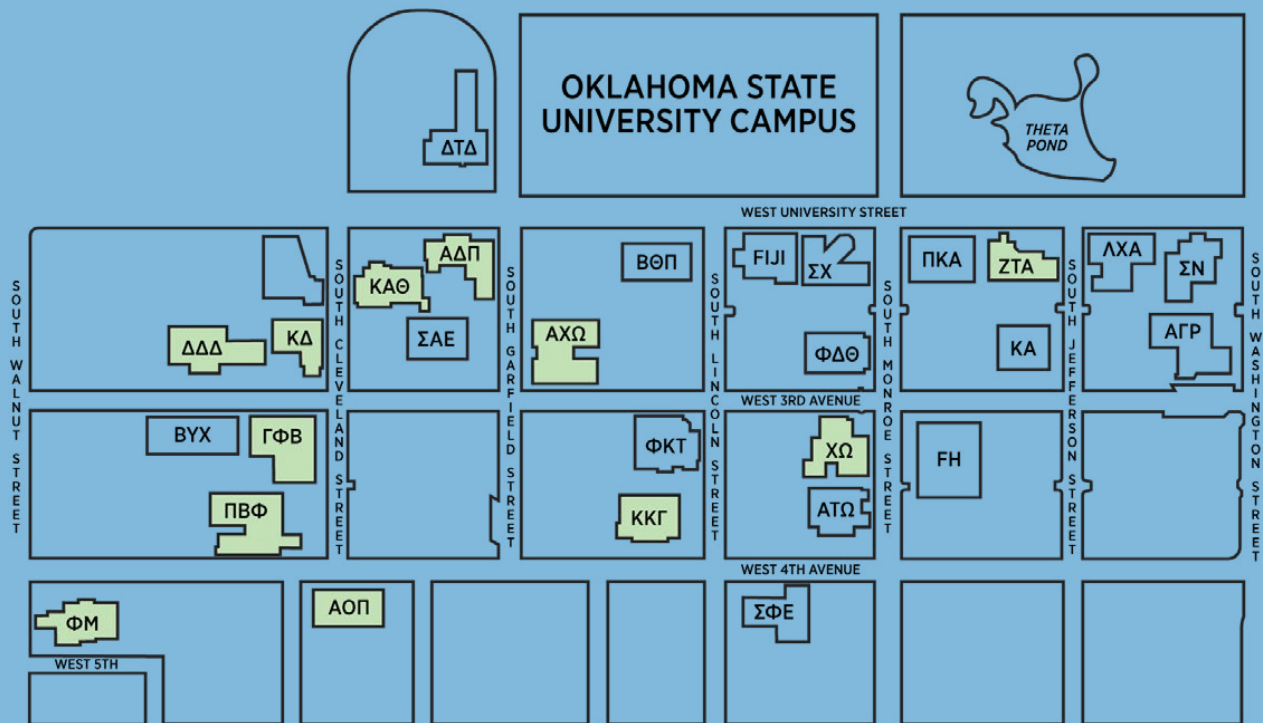 OKLAHOMA STATE
UNIVERSITY CAMPUS
THETA
POND
ΔΤΔ
WEST UNIVERSITY STREET
SOUTH WALNUT STREET
SOUTH CLEVELAND STREET
SOUTH GARFIELD STREET
SOUTH LINCOLN STREET
SOUTH MONROE STREET
SOUTH JEFFERSON STREET
SOUTH WASHINGTON STREET
ΑΔΠ
ΚΑΘ
ΒΘΠ
FIJI
ΣΧ
ΠΚΑ
ΖΤΑ
ΛΧΑ
ΣΝ
ΔΔΔ
ΚΔ
ΣΑΕ
ΑΧΩ
ΦΔΘ
ΚΑ
ΑΓΡ
WEST 3RD AVENUE
ΒΥΧ
ΓΦΒ
ΦΚΤ
ΧΩ
FH
ΠΒΦ
ΚΚΓ
ΑΤΩ
WEST 4TH AVENUE
ΦΜ
ΑΟΠ
ΣΦΕ
WEST 5TH